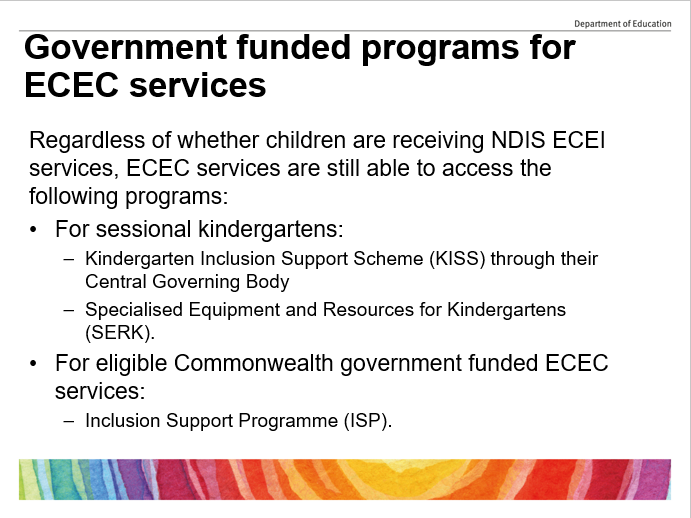 Department of Education
Government funded programs for
ECEC services
Regardless of whether children are receiving NDIS ECEI
services, ECEC services are still able to access the
following programs:
• For sessional kindergartens:
– Kindergarten Inclusion Support Scheme (KISS) through their
Central Governing Body
– Specialised Equipment and Resources for Kindergartens
(SERK).
• For eligible Commonwealth government funded ECEC
services:
– Inclusion Support Programme (ISP).